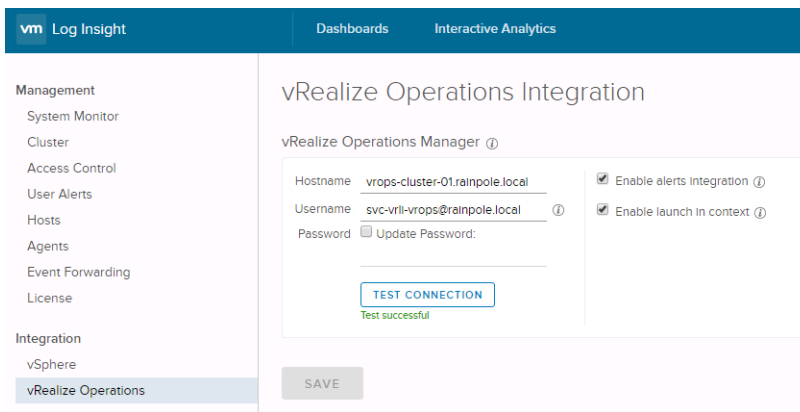 vm Log Insight Dashboards Interactive Analytics
Management
System Monitor
Cluster
Access Control
User Alerts
Hosts
Agents
Event Forwarding
License
Integration
vSphere
vRealize Operations
vRealize Operations Integration
vRealize Operations Manager i
Hostname vrops-cluster-01.rainpole.local
Username svc-vrli-vrops@rainpole.local i
Password Update Password:
TEST CONNECTION
Test successful
Enable alerts integration i
Enable launch in context i
SAVE